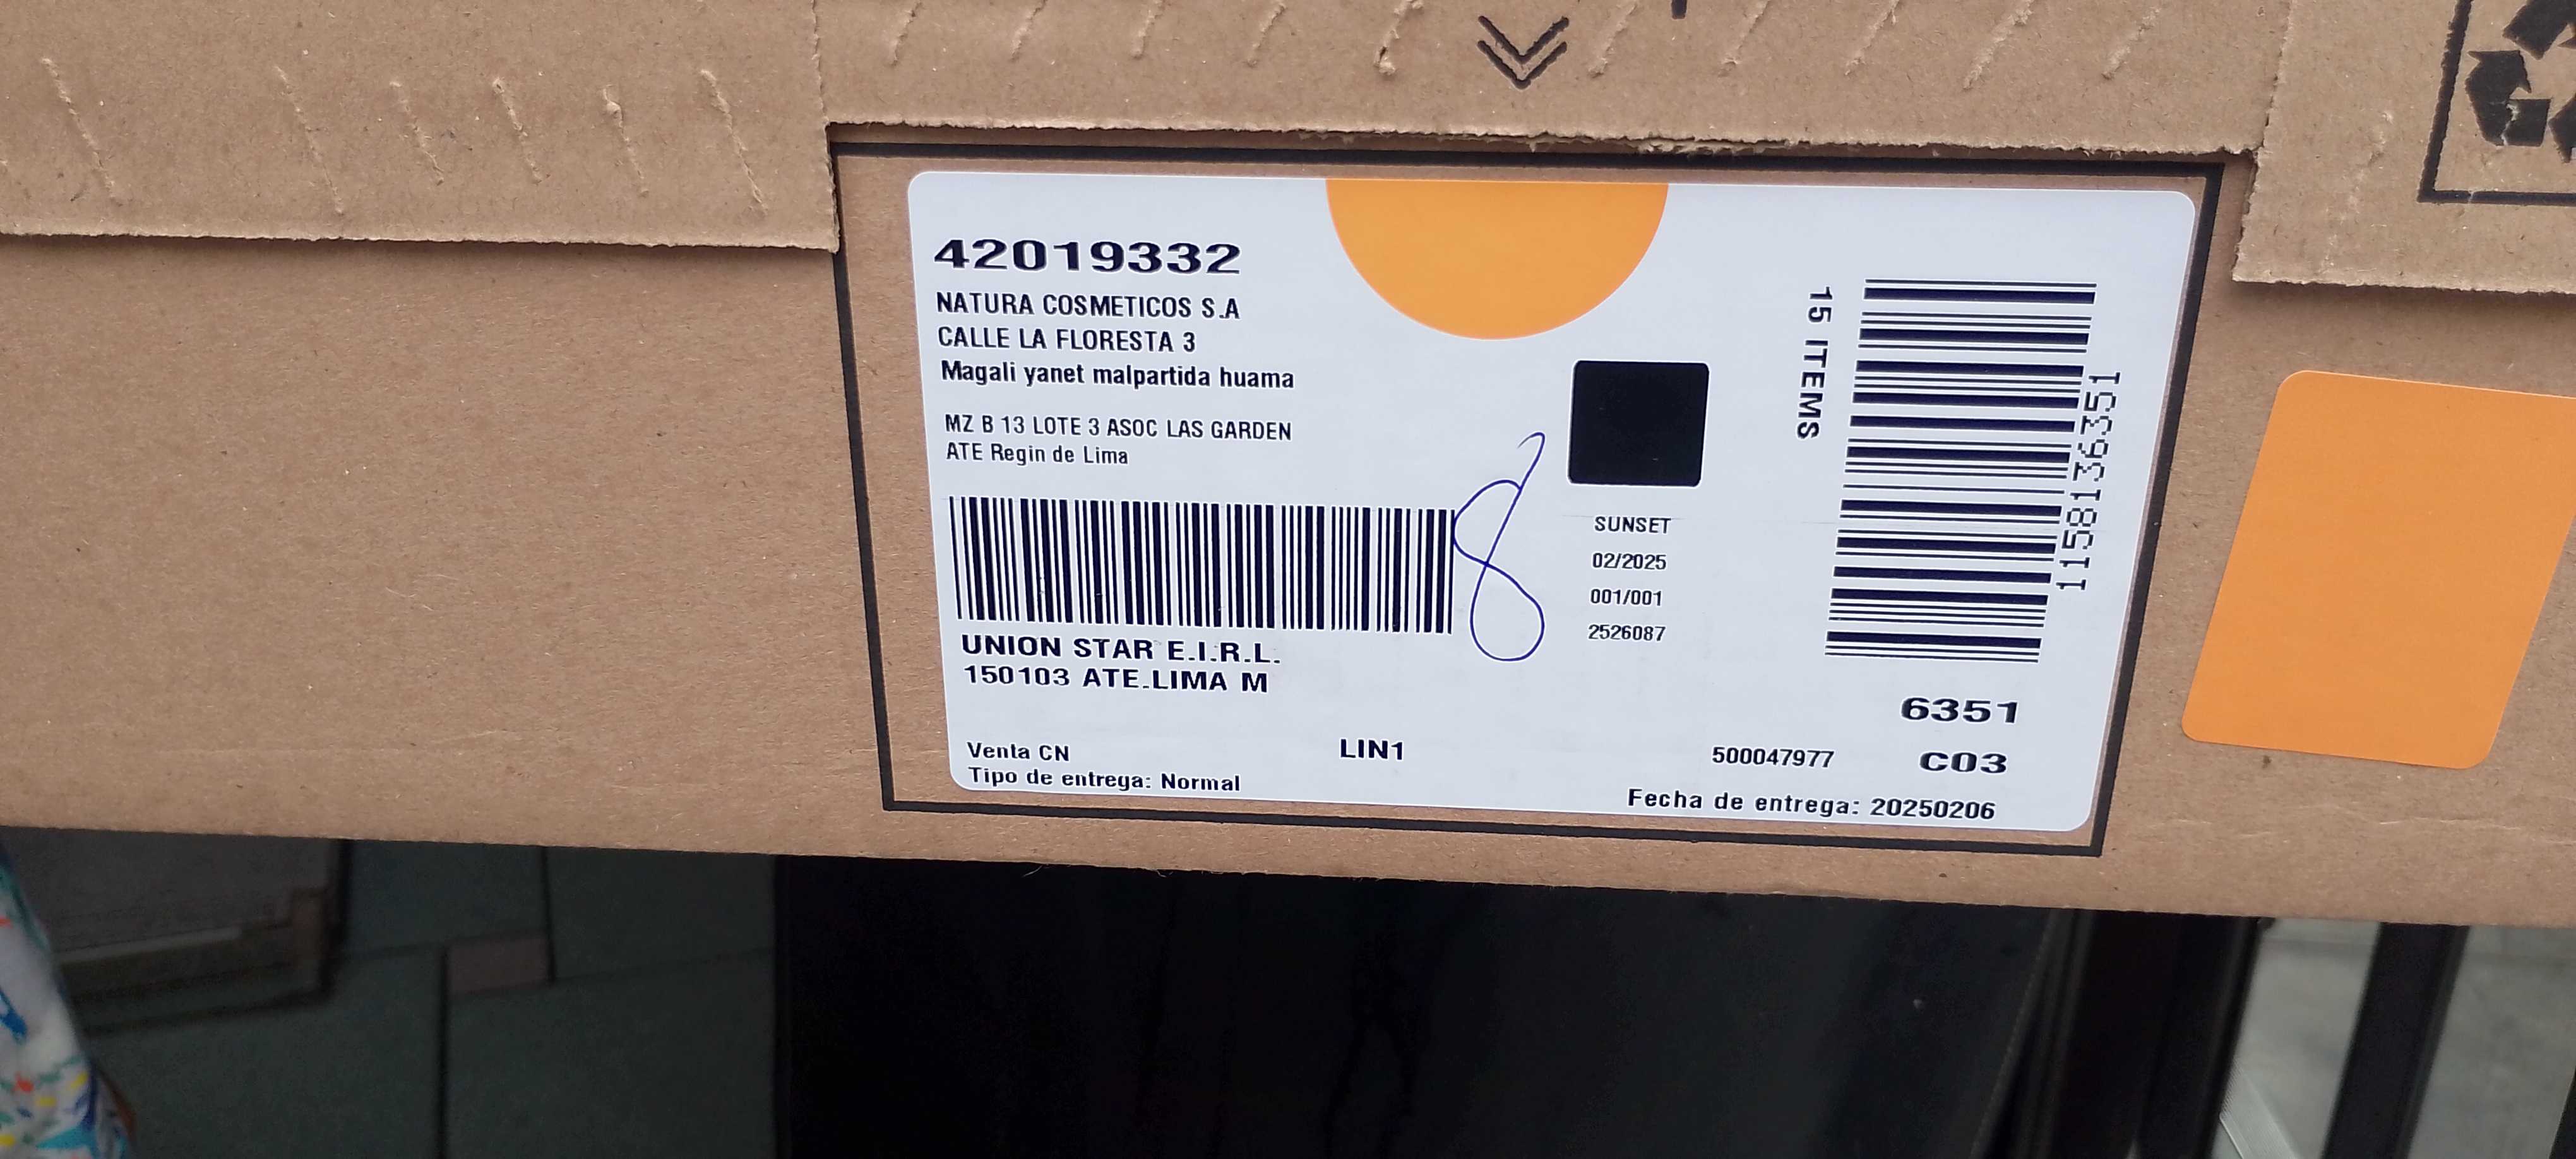 42019332
NATURA COSMETICOS S.A
CALLE LA FLORESTA 3
Magali yanet malpartida huama
MZ B 13 LOTE 3 ASOC LAS GARDEN
ATE Regin de Lima
8
UNION STAR E.I.R.L.
150103 ATE.LIMA M
Venta CN
Tipo de entrega: Normal
LIN1
SUNSET
02/2025
001/001
2526087
15 ITEMS
1158136351
6351
500047977
C03
Fecha de entrega: 20250206